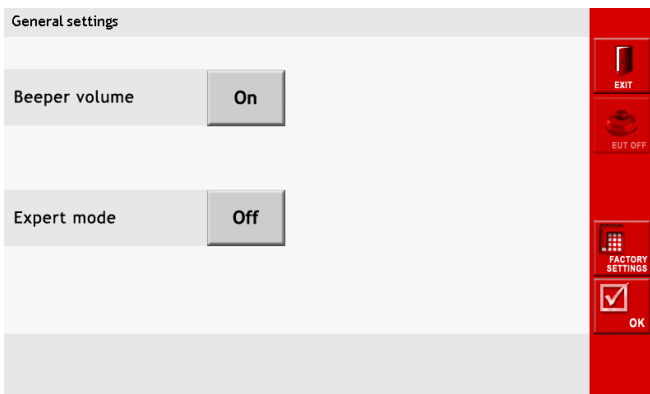 General settings
EXIT
Beeper volume
On
EUT OFF
Expert mode
Off
FACTORY
SETTINGS
OK